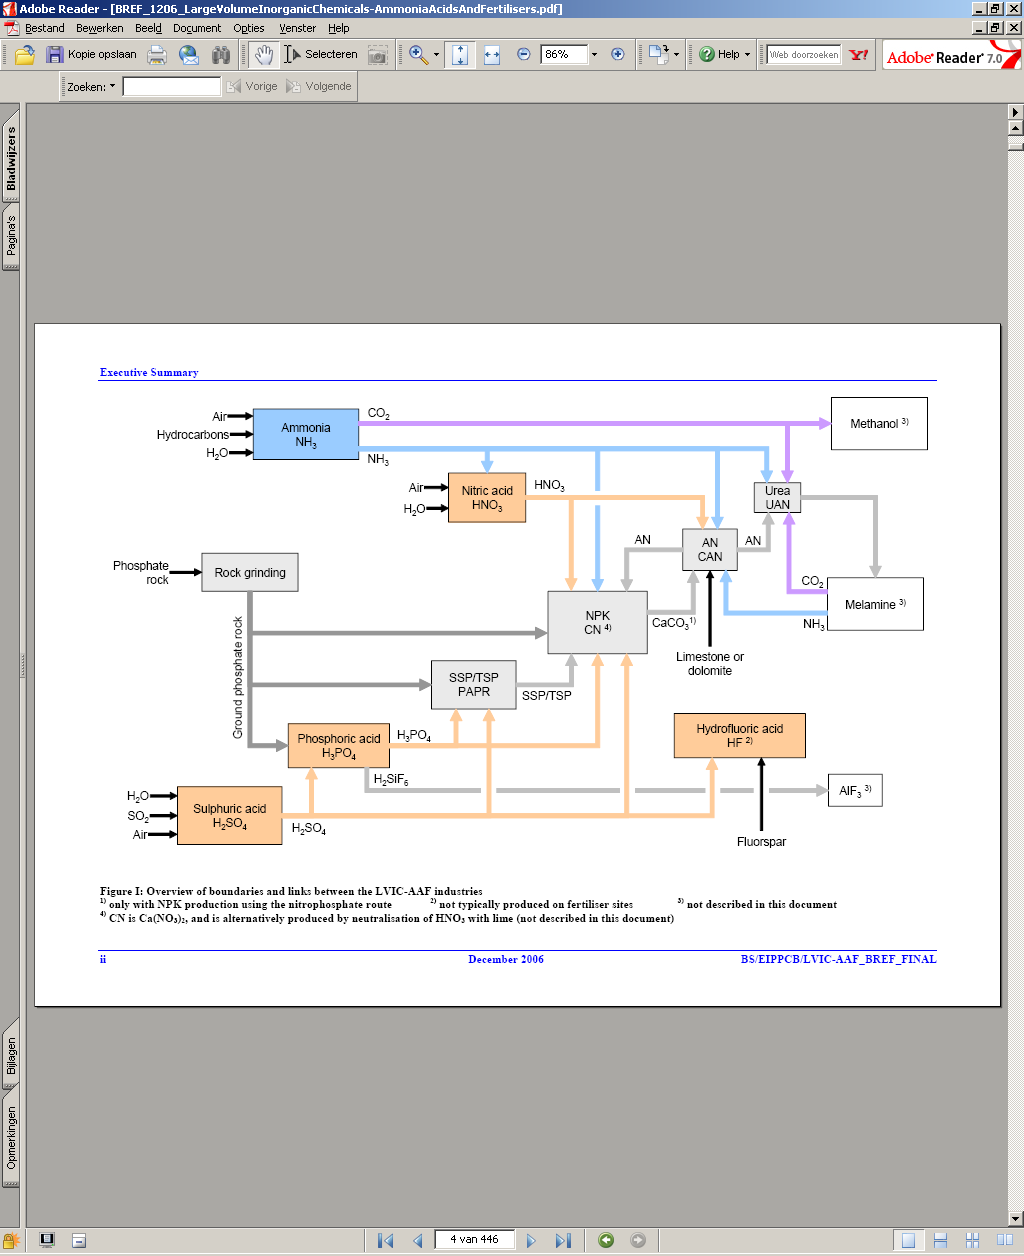 Adobe Reader - [BREF_1206_LargeVolumeInorganicChemicals-AmmoniaAcidsAndFertilisers.pdf]
Bestand Bewerken Beeld Document Opties Venster Help
Kopie opslaan Selecteren 86% Help Web doorzoeken Y! Adobe Reader 7.0
Zoeken: Vorige Volgende
Bladwijzers
Pagina's
Bijlagen
Opmerkingen
Executive Summary
Air
Hydrocarbons
H2O
Ammonia
NH3
CO2
NH3
Methanol 3)
Air
H2O
Nitric acid
HNO3
HNO3
Urea
UAN
AN
AN
CAN
AN
Phosphate
rock
Rock grinding
Ground phosphate rock
NPK
CN 4)
CaCO3 1)
Limestone or
dolomite
CO2
NH3
Melamine 3)
SSP/TSP
PAPR
SSP/TSP
Phosphoric acid
H3PO4
H3PO4
H2SiF6
Hydrofluoric acid
HF 2)
AlF3 3)
Fluorspar
H2O
SO2
Air
Sulphuric acid
H2SO4
H2SO4
Figure I: Overview of boundaries and links between the LVIC-AAF industries
1) only with NPK production using the nitrophosphate route 2) not typically produced on fertiliser sites 3) not described in this document
4) CN is Ca(NO3)2, and is alternatively produced by neutralisation of HNO3 with lime (not described in this document)
ii December 2006 BS/EIPPCB/LVIC-AAF_BREF_FINAL
4 van 446